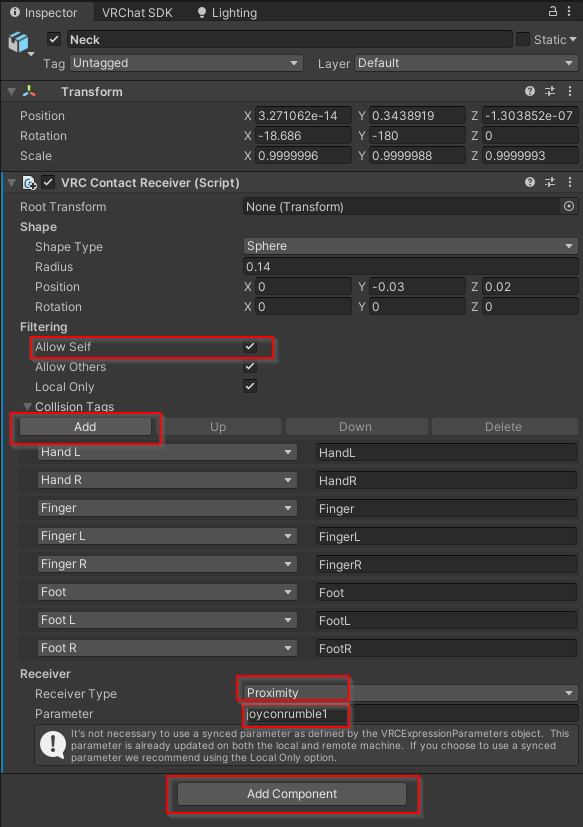 Inspector VRChat SDK Lighting
Neck Static
Tag Untagged Layer Default
Transform
Position X 3.271062e-14 Y 0.3438919 Z -1.303852e-07
Rotation X -18.686 Y -180 Z 0
Scale X 0.9999996 Y 0.9999988 Z 0.9999993
VRC Contact Receiver (Script)
Root Transform None (Transform)
Shape
Shape Type Sphere
Radius 0.14
Position X 0 Y -0.03 Z 0.02
Rotation X 0 Y 0 Z 0
Filtering
Allow Self
Allow Others
Local Only
Collision Tags
Add Up Down Delete
Hand L HandL
Hand R HandR
Finger Finger
Finger L FingerL
Finger R FingerR
Foot Foot
Foot L FootL
Foot R FootR
Receiver
Receiver Type Proximity
Parameter joyconrumble1
It's not necessary to use a synced parameter as defined by the VRCExpressionParameters object. This
parameter is already updated on both the local and remote machine. If you choose to use a synced
parameter we recommend using the Local Only option.
Add Component